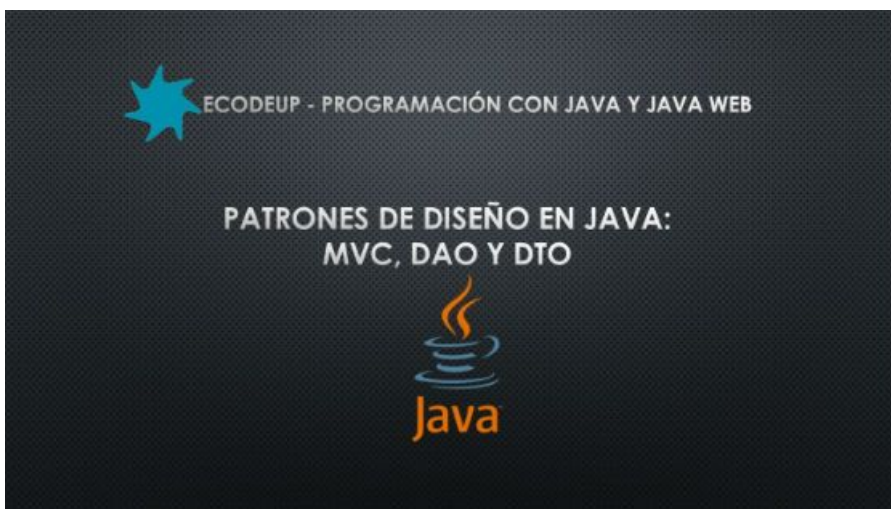 ECODEUP - PROGRAMACIÓN CON JAVA Y JAVA WEB
PATRONES DE DISEÑO EN JAVA:
MVC, DAO Y DTO
Java